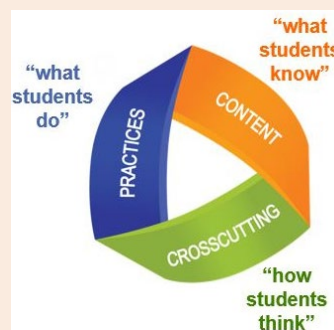 "what
students
know"
"what
students
do"
PRACTICES
CONTENT
CROSSCUTTING
"how
students
think"